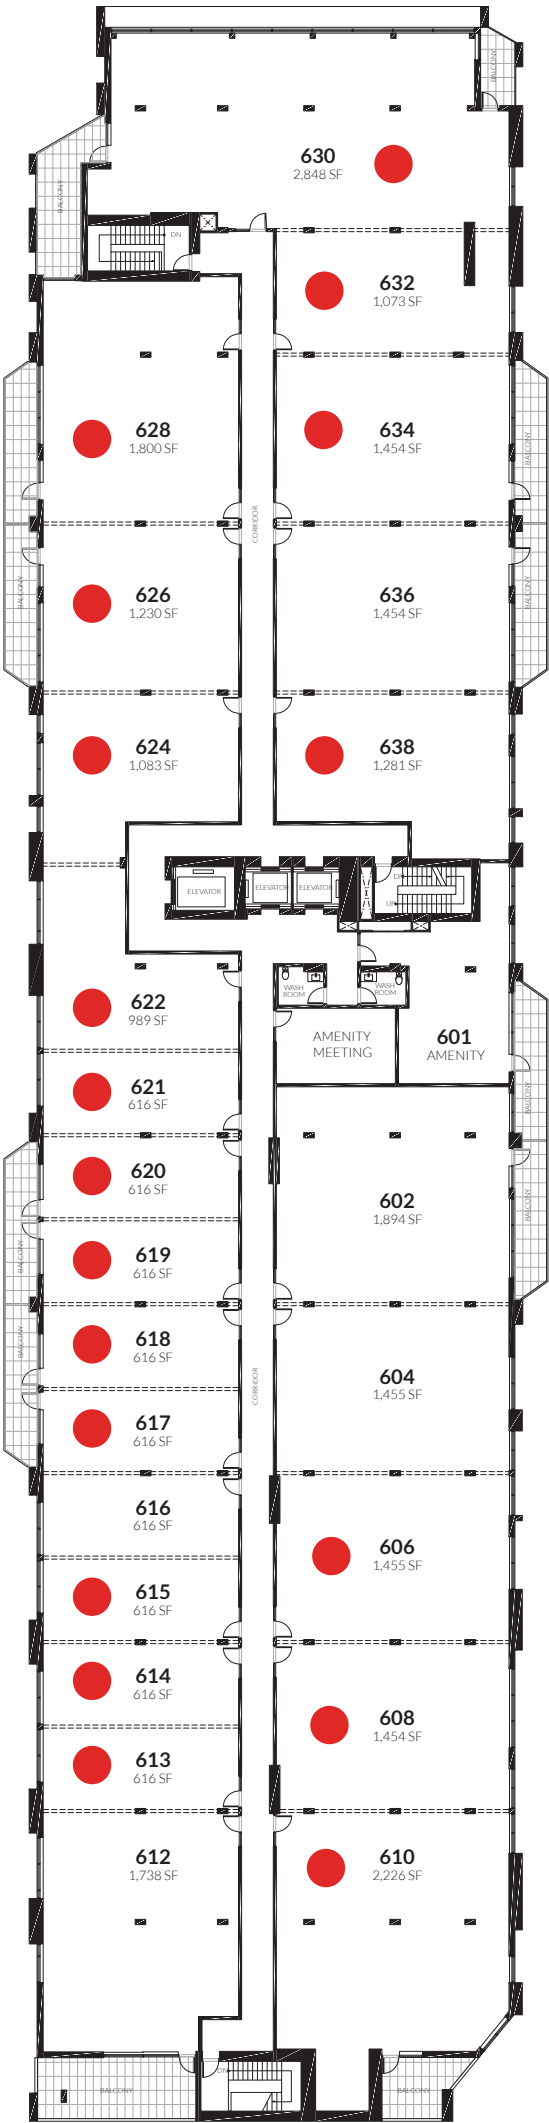 BALCONY
630
2,848 SF
BALCONY
DN
632
1,073 SF
628
1,800 SF
634
1,454 SF
BALCONY
CORRIDOR
626
1,230 SF
636
1,454 SF
BALCONY
BALCONY
624
1,083 SF
638
1,281 SF
ELEVATOR
ELEVATOR
ELEVATOR
DN
UP
WASH
ROOM
WASH
ROOM
622
989 SF
AMENITY
MEETING
601
AMENITY
621
616 SF
BALCONY
620
616 SF
602
1,894 SF
BALCONY
619
616 SF
BALCONY
618
616 SF
BALCONY
604
1,455 SF
CORRIDOR
617
616 SF
616
616 SF
606
1,455 SF
615
616 SF
614
616 SF
608
1,454 SF
613
616 SF
612
1,738 SF
610
2,226 SF
DN
BALCONY
BALCONY